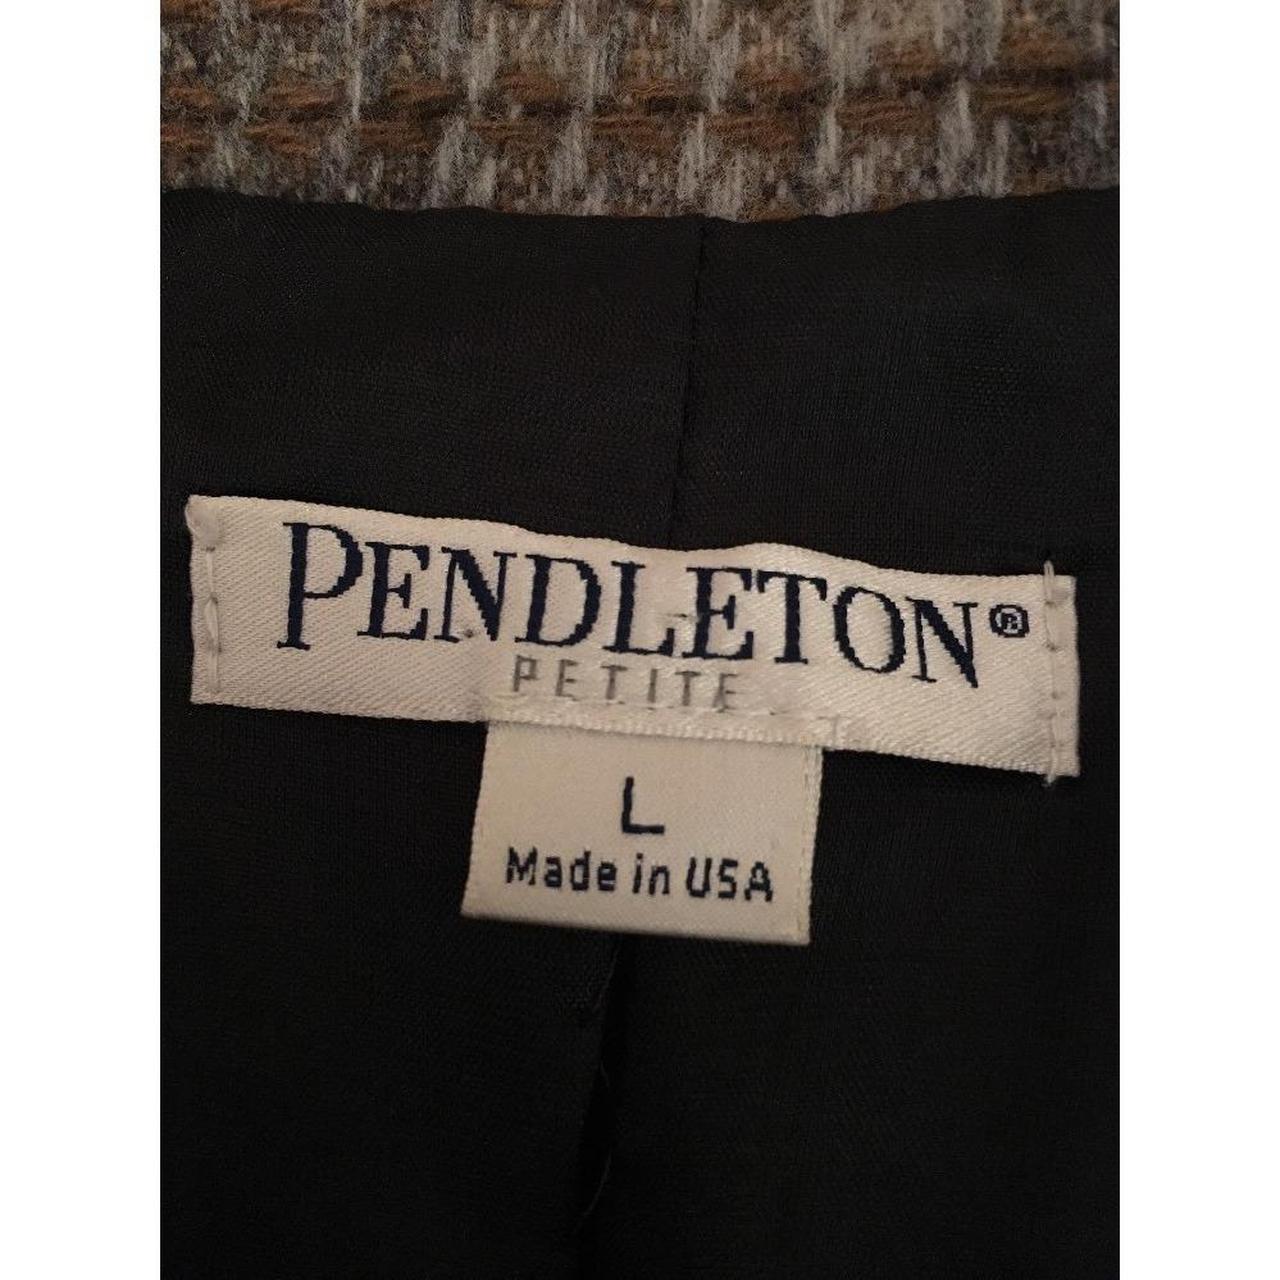 PENDLETON®
PETITE
L
Made in USA